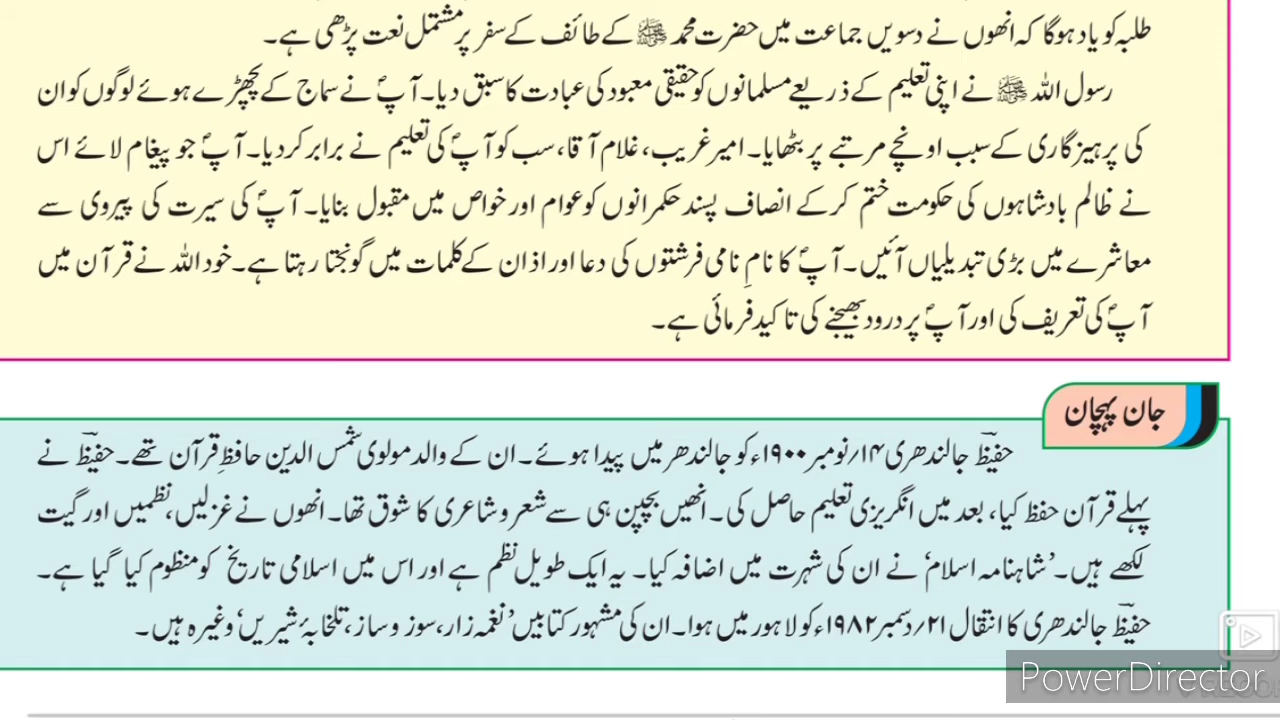 طلبہ کو یاد ہوگا کہ انھوں نے دسویں جماعت میں حضرت محمد ﷺ کے طائف کے سفر پر مشتمل نعت پڑھی ہے۔
رسول اللہ ﷺ نے اپنی تعلیم کے ذریعے مسلمانوں کو حقیقی معبود کی عبادت کا سبق دیا۔ آپؐ نے سماج کے بچھڑے ہوئے لوگوں کو ان
کی پرہیزگاری کے سبب اونچے مرتبے پر بٹھایا۔ امیر غریب، غلام آقا، سب کو آپؐ کی تعلیم نے برابر کر دیا۔ آپؐ جو پیغام لائے اس
نے ظالم بادشاہوں کی حکومت ختم کر کے انصاف پسند حکمرانوں کو عوام اور خواص میں مقبول بنایا۔ آپؐ کی سیرت کی پیروی سے
معاشرے میں بڑی تبدیلیاں آئیں۔ آپؐ کا نامِ نامی فرشتوں کی دعا اور اذان کے کلمات میں گونجتا رہتا ہے۔ خود اللہ نے قرآن میں
آپؐ کی تعریف کی اور آپؐ پر درود بھیجنے کی تاکید فرمائی ہے۔
جان پہچان
حفیظؔ جالندھری ۱۴؍نومبر ۱۹۰۰ء کو جالندھر میں پیدا ہوئے۔ ان کے والد مولوی شمس الدین حافظِ قرآن تھے۔ حفیظؔ نے
پہلے قرآن حفظ کیا، بعد میں انگریزی تعلیم حاصل کی۔ انھیں بچپن ہی سے شعر و شاعری کا شوق تھا۔ انھوں نے غزلیں، نظمیں اور گیت
لکھے ہیں۔ ’شاہنامہ اسلام‘ نے ان کی شہرت میں اضافہ کیا۔ یہ ایک طویل نظم ہے اور اس میں اسلامی تاریخ کو منظوم کیا گیا ہے۔
حفیظؔ جالندھری کا انتقال ۲۱؍دسمبر ۱۹۸۲ء کو لاہور میں ہوا۔ ان کی مشہور کتابیں ’نغمہ زار، سوز و ساز، تلخابۂ شیریں‘ وغیرہ ہیں۔
PowerDirector